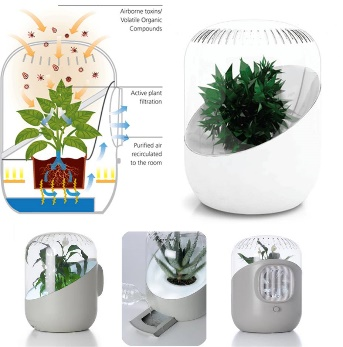 Airborne toxins/
Volatile Organic
Compounds
Active plant
filtration
Purified air
recirculated
to the room